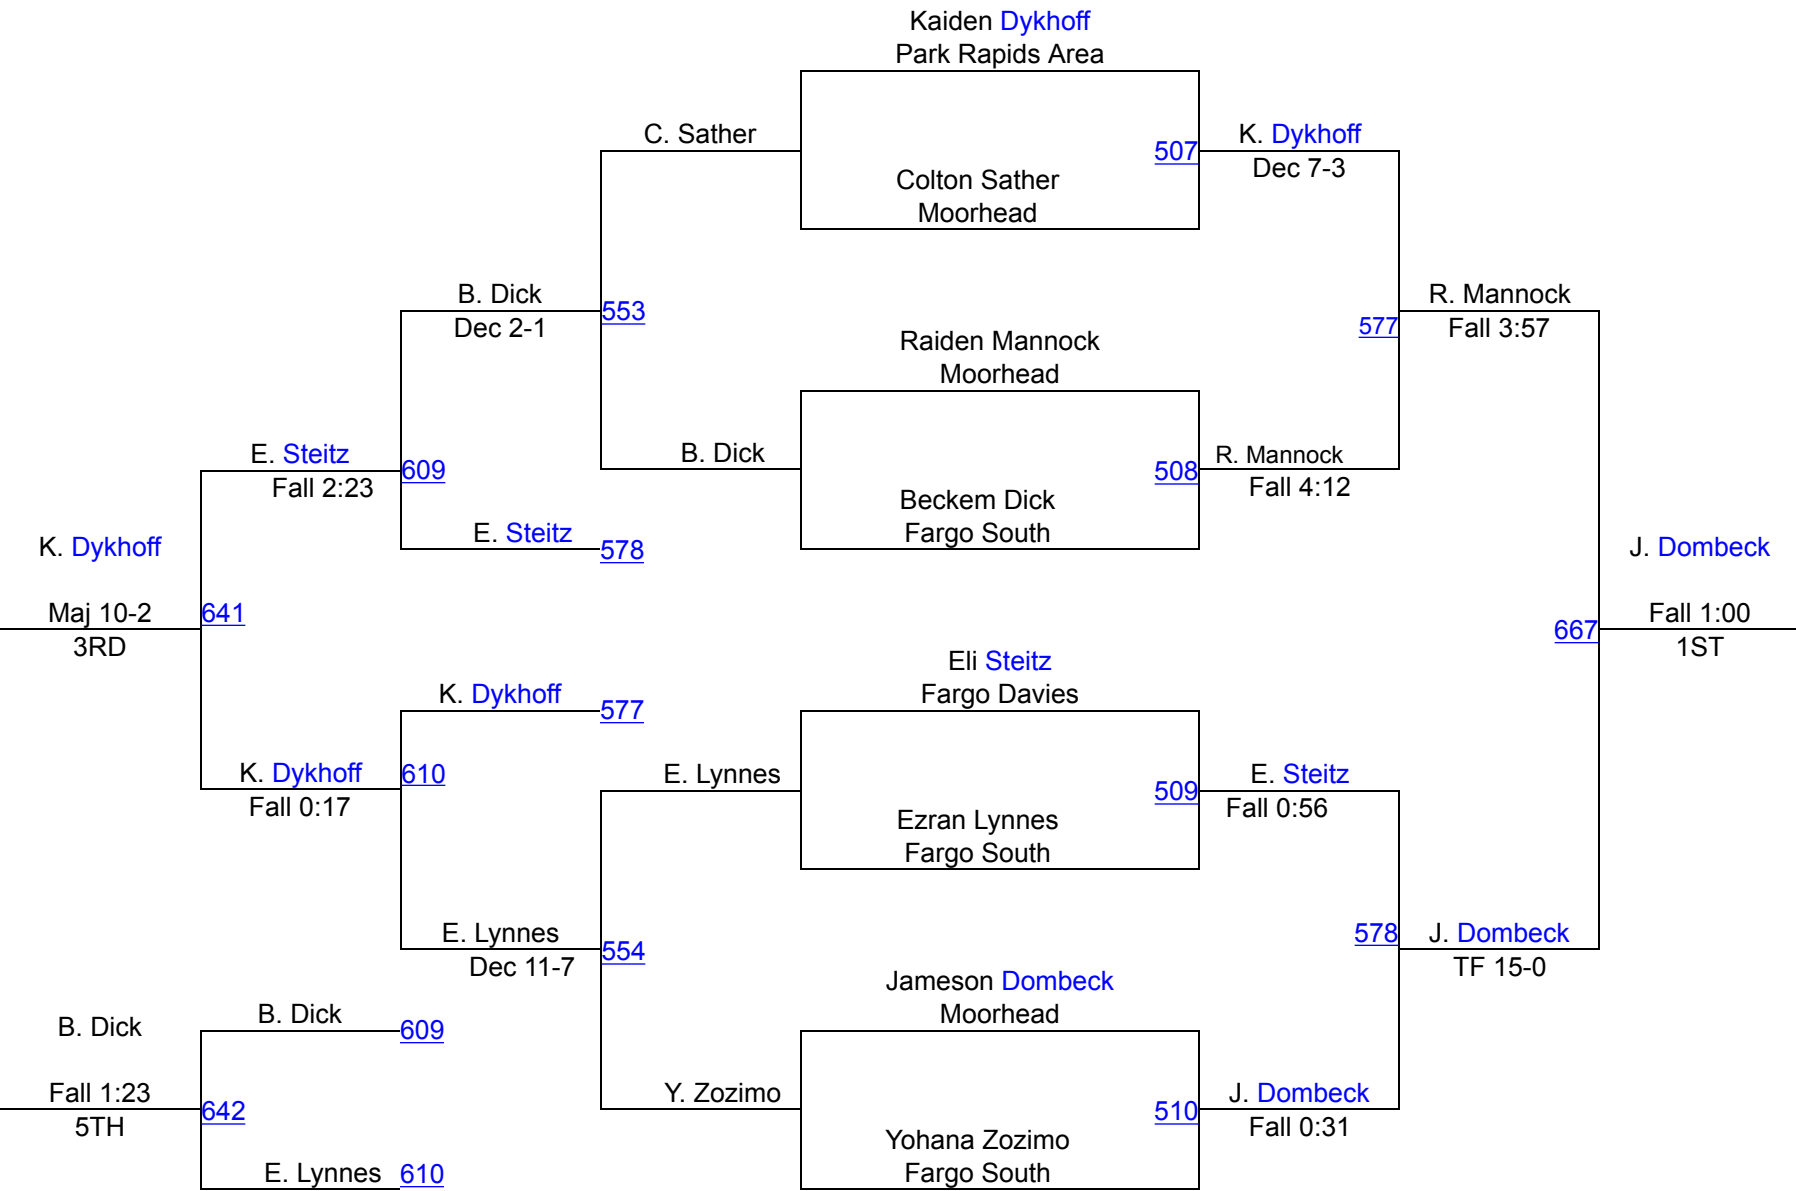 Kaiden Dykhoff
Park Rapids Area
C. Sather
507
K. Dykhoff
Dec 7-3
Colton Sather
Moorhead
B. Dick
Dec 2-1
553
R. Mannock
Fall 3:57
577
Raiden Mannock
Moorhead
E. Steitz
Fall 2:23
609
B. Dick
508
R. Mannock
Fall 4:12
Beckem Dick
Fargo South
E. Steitz
578
K. Dykhoff
Maj 10-2
3RD
641
J. Dombeck
Fall 1:00
1ST
667
Eli Steitz
Fargo Davies
K. Dykhoff
577
K. Dykhoff
Fall 0:17
610
E. Lynnes
509
E. Steitz
Fall 0:56
Ezran Lynnes
Fargo South
E. Lynnes
Dec 11-7
554
578
J. Dombeck
TF 15-0
Jameson Dombeck
Moorhead
B. Dick
Fall 1:23
5TH
B. Dick
609
642
E. Lynnes
610
Y. Zozimo
510
J. Dombeck
Fall 0:31
Yohana Zozimo
Fargo South